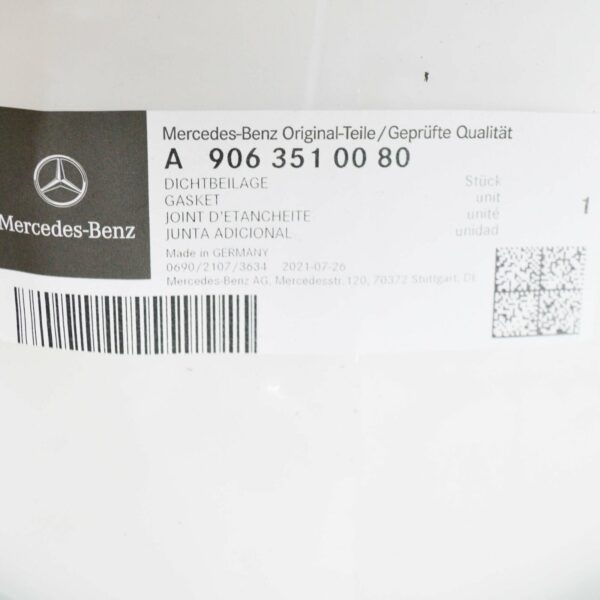 Mercedes-Benz
Mercedes-Benz Original-Teile/Geprüfte Qualität
A 906 351 00 80
DICHTBEILAGE Stück
GASKET unit
JOINT D'ETANCHEITE unité
JUNTA ADICIONAL unidad
1
Made in GERMANY
0690/2107/3634 2021-07-26
Mercedes-Benz AG, Mercedesstr.120, 70372 Stuttgart, DE